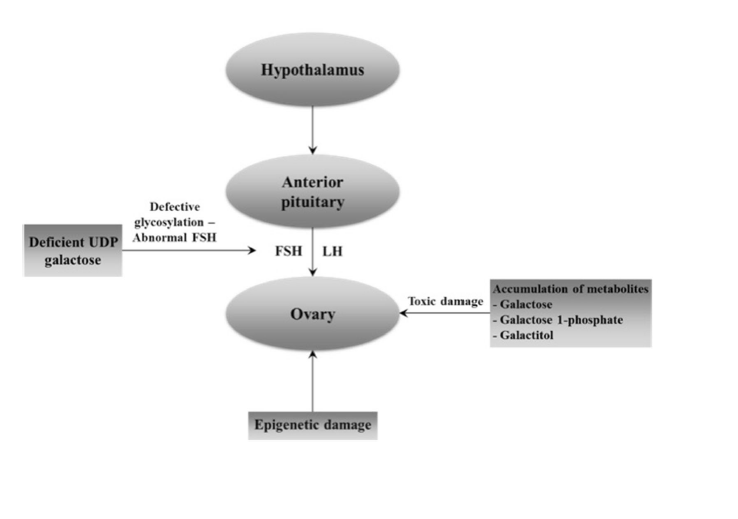 Hypothalamus
Anterior
pituitary
Defective
glycosylation –
Abnormal FSH
Deficient UDP
galactose
FSH
LH
Ovary
Toxic damage
Accumulation of metabolites
- Galactose
- Galactose 1-phosphate
- Galactitol
Epigenetic damage